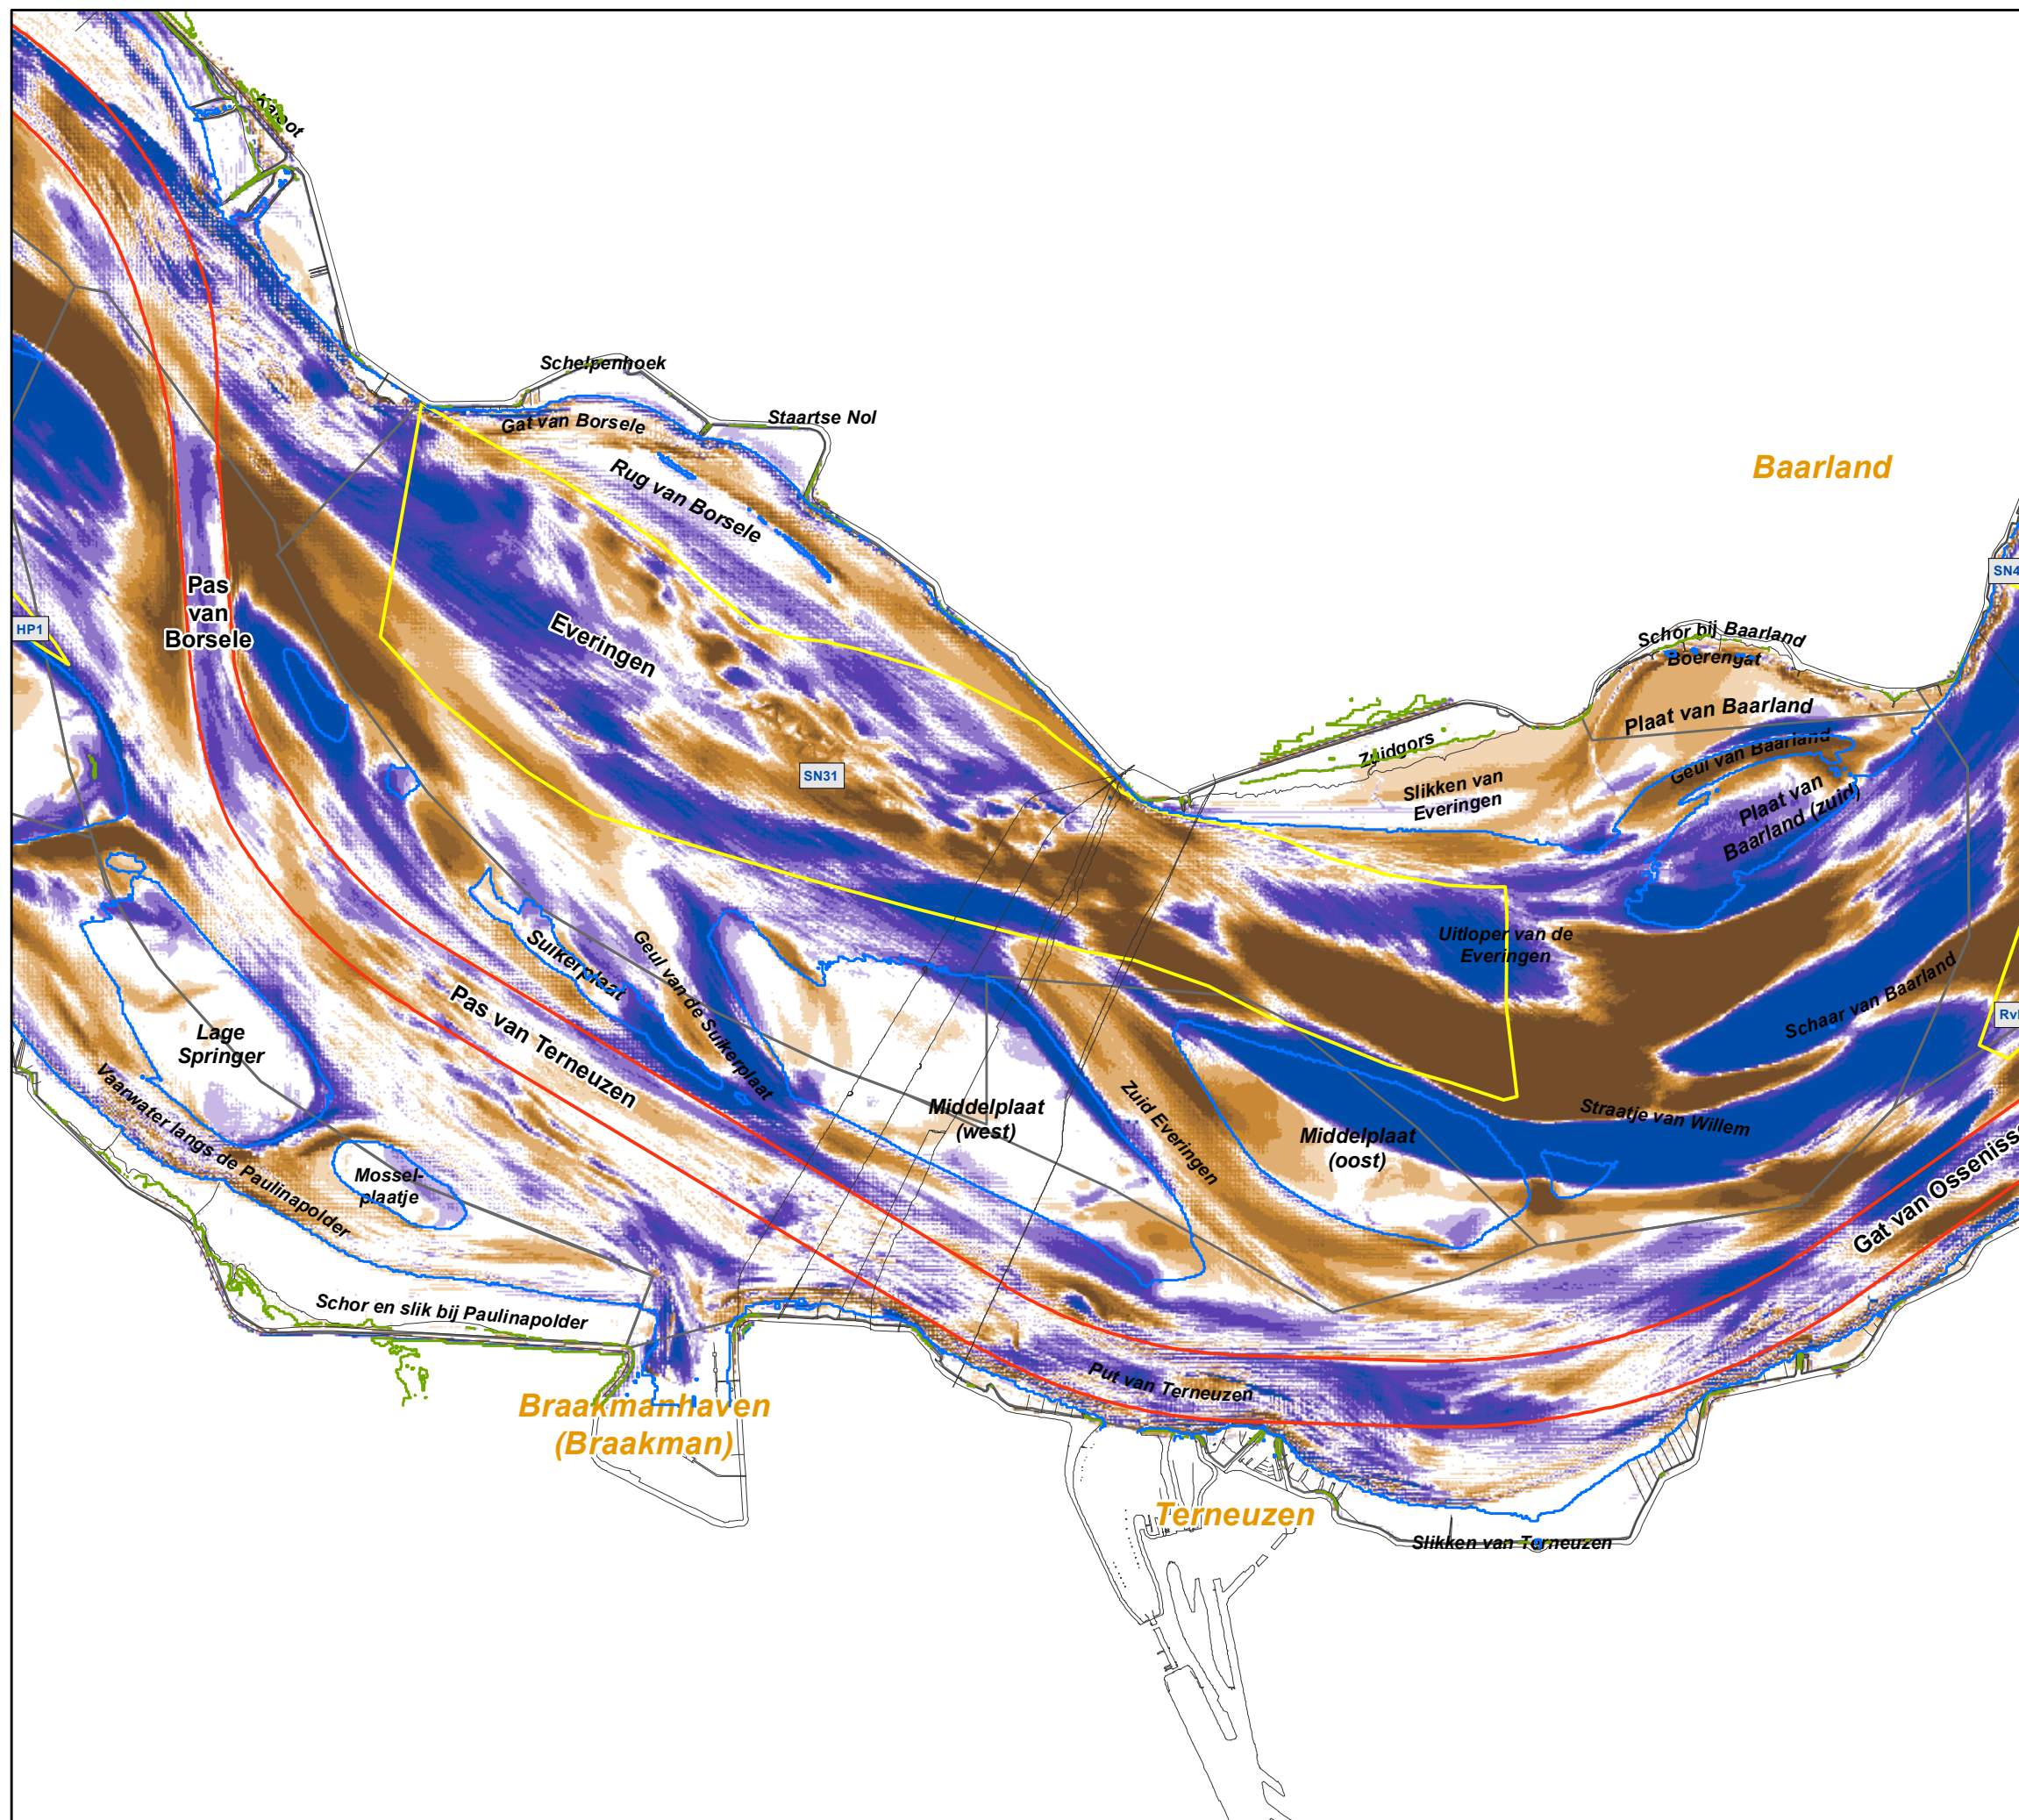 Schelpenhoek
Gat van Borsele
Staartse Nol
Rug van Borsele
Baarland
SN4
Pas
van
Borsele
HP1
Everingen
Schor bij Baarland
Boerengat
Plaat van Baarland
Zuidgors
Geul van Baarland
SN31
Slikken van
Everingen
Plaat van
Baarland (zuid)
Uitloper van de
Everingen
Suikerplaat
Geul van de Suikerplaat
Schaar van Baarland
Lage
Springer
Pas van Terneuzen
Vaarwater langs de Paulinapolder
Middelplaat
(west)
Zuid Everingen
Middelplaat
(oost)
Straatje van Willem
Mossel-
plaatje
Gat van Ossenisse
Schor en slik bij Paulinapolder
Put van Terneuzen
Braakmanhaven
(Braakman)
Terneuzen
Slikken van Terneuzen